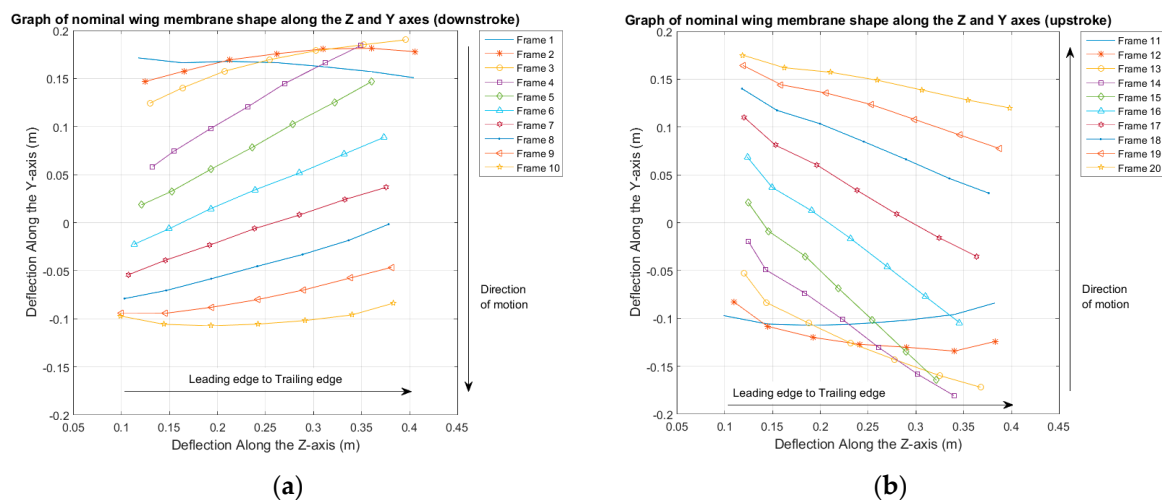 Graph of nominal wing membrane shape along the Z and Y axes (downstroke)
0.2
0.15
0.1
0.05
0
-0.05
-0.1
-0.15
-0.2
Deflection Along the Y-axis (m)
0.05 0.1 0.15 0.2 0.25 0.3 0.35 0.4 0.45
Deflection Along the Z-axis (m)
Leading edge to Trailing edge
Frame 1
Frame 2
Frame 3
Frame 4
Frame 5
Frame 6
Frame 7
Frame 8
Frame 9
Frame 10
Direction
of motion
(a)
Graph of nominal wing membrane shape along the Z and Y axes (upstroke)
0.2
0.15
0.1
0.05
0
-0.05
-0.1
-0.15
-0.2
Deflection Along the Y-axis (m)
0.05 0.1 0.15 0.2 0.25 0.3 0.35 0.4 0.45
Deflection Along the Z-axis (m)
Leading edge to Trailing edge
Frame 11
Frame 12
Frame 13
Frame 14
Frame 15
Frame 16
Frame 17
Frame 18
Frame 19
Frame 20
Direction
of motion
(b)